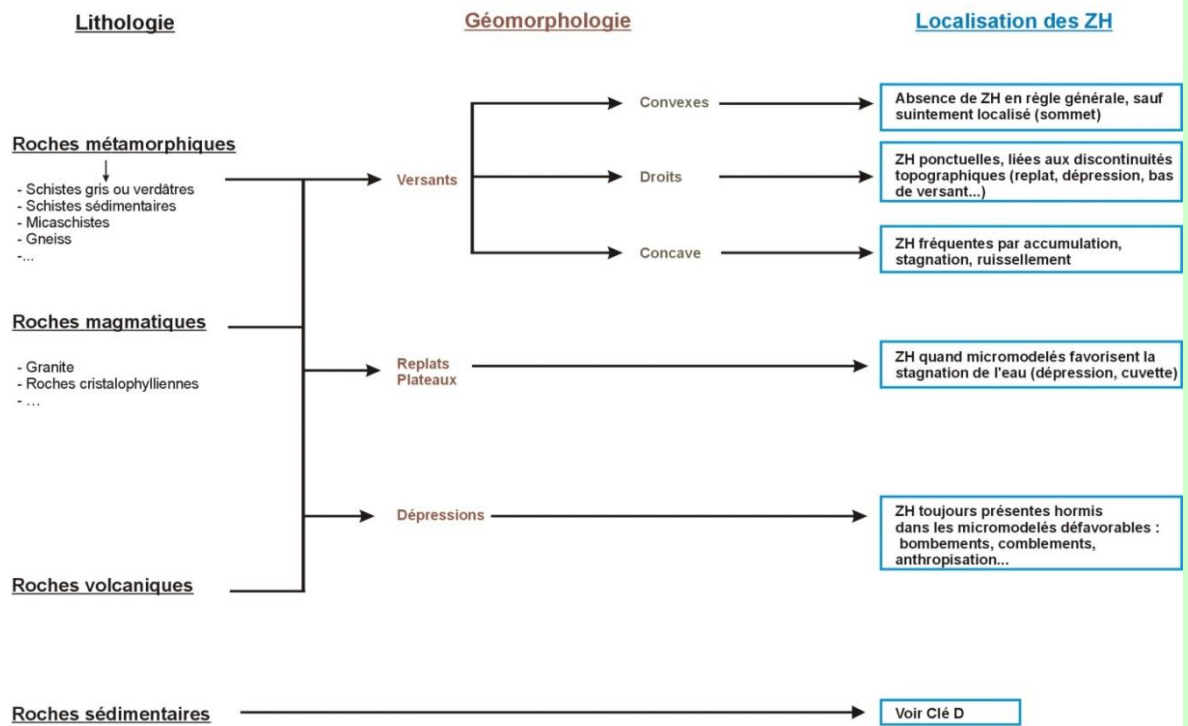 Lithologie
Géomorphologie
Localisation des ZH
Roches métamorphiques
- Schistes gris ou verdâtres
- Schistes sédimentaires
- Micaschistes
- Gneiss
-...
Roches magmatiques
- Granite
- Roches cristalophylliennes
- ...
Roches volcaniques
Roches sédimentaires
Versants
Convexes
Droits
Concave
Replats
Plateaux
Dépressions
Absence de ZH en règle générale, sauf
suintement localisé (sommet)
ZH ponctuelles, liées aux discontinuités
topographiques (replat, dépression, bas
de versant...)
ZH fréquentes par accumulation,
stagnation, ruissellement
ZH quand micromodelés favorisent la
stagnation de l'eau (dépression, cuvette)
ZH toujours présentes hormis
dans les micromodelés défavorables :
bombements, comblements,
anthropisation...
Voir Clé D